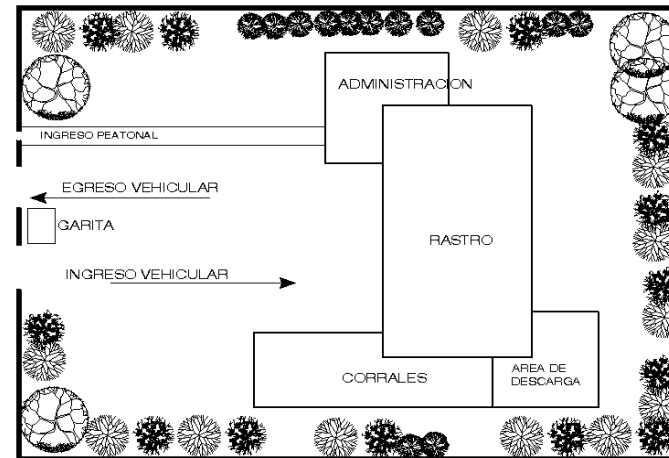 ADMINISTRACION
INGRESO PEATONAL
EGRESO VEHICULAR
GARITA
RASTRO
INGRESO VEHICULAR
CORRALES
AREA DE
DESCARGA